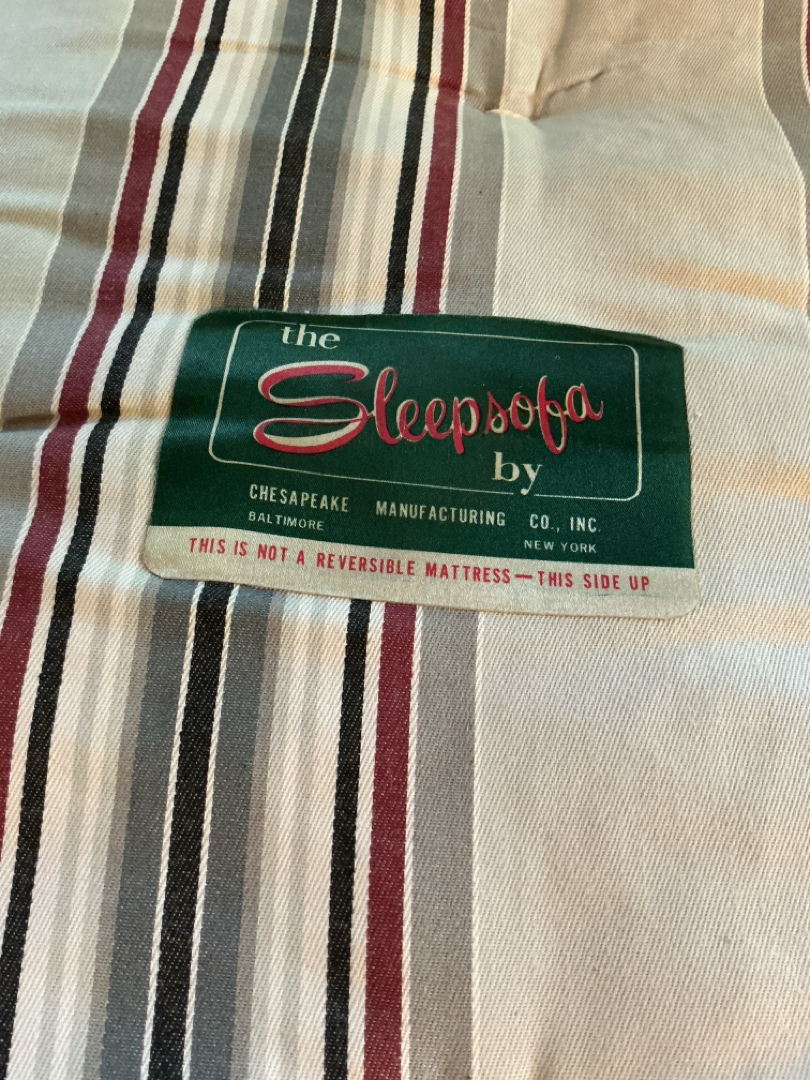 the
Sleepsofa
by
CHESAPEAKE MANUFACTURING CO., INC.
BALTIMORE NEW YORK
THIS IS NOT A REVERSIBLE MATTRESS—THIS SIDE UP